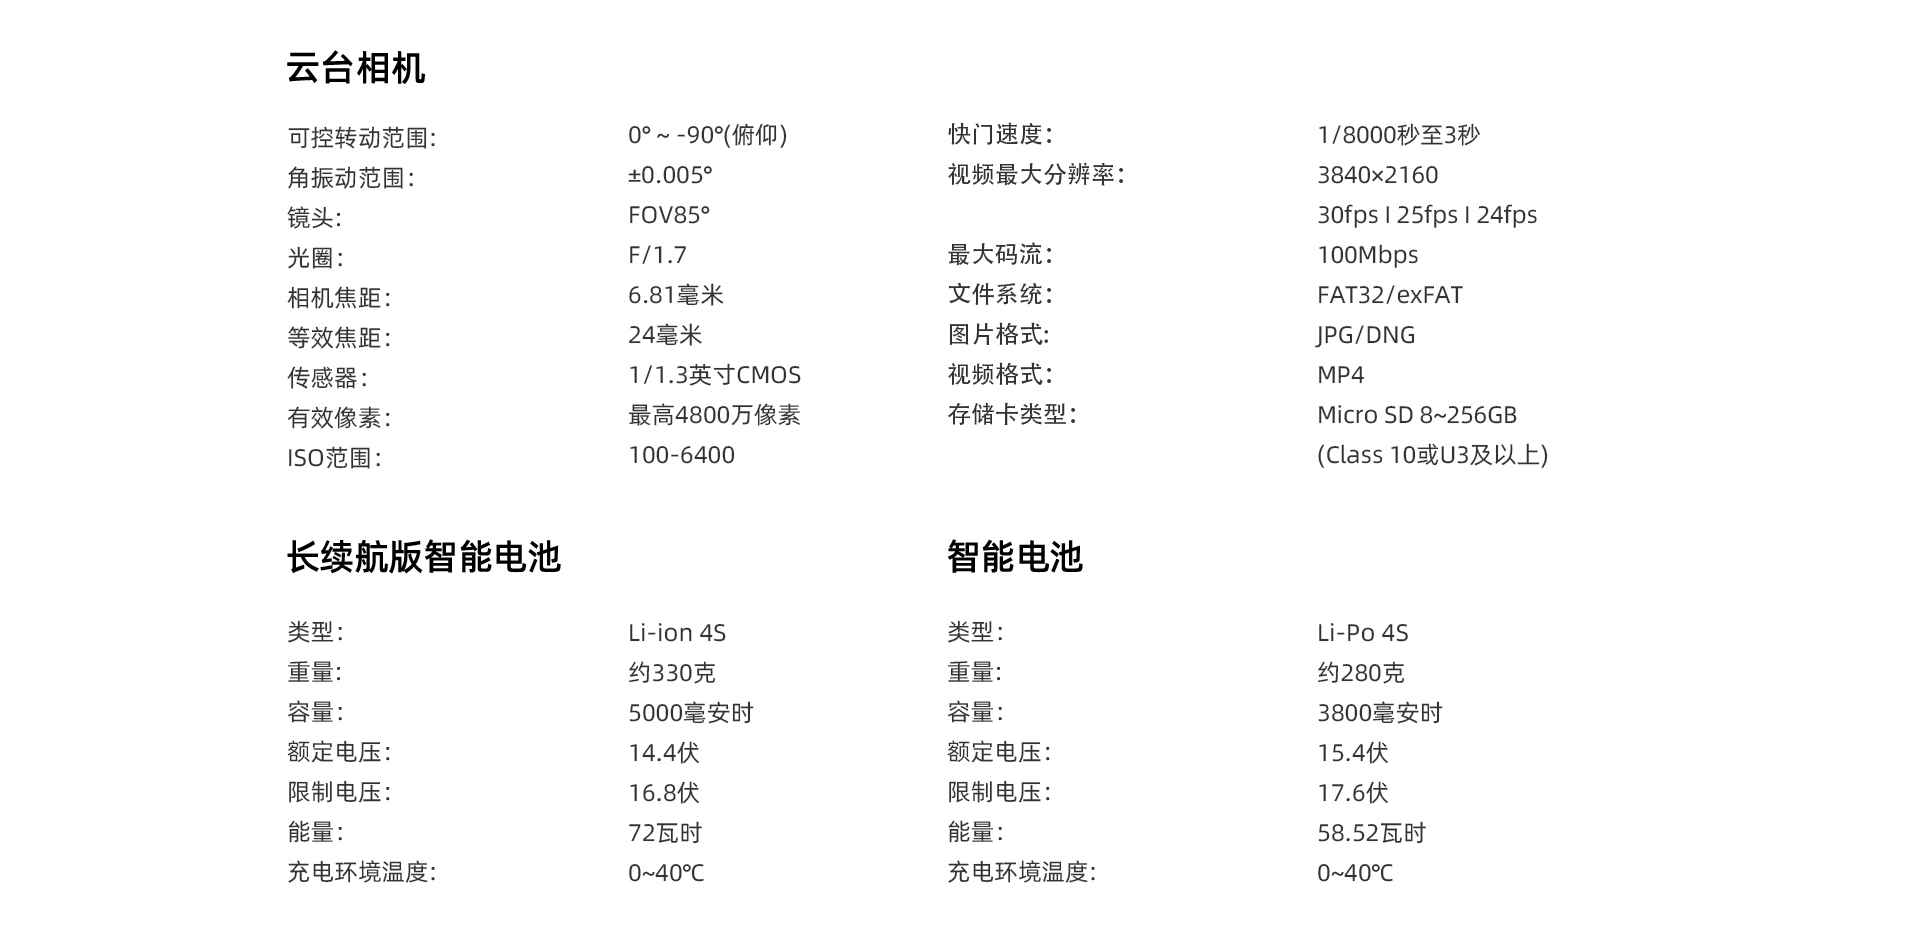 云台相机
可控转动范围: 0° ~ -90°(俯仰)
角振动范围: ±0.005°
镜头: FOV85°
光圈: F/1.7
相机焦距: 6.81毫米
等效焦距: 24毫米
传感器: 1/1.3英寸CMOS
有效像素: 最高4800万像素
ISO范围: 100-6400
快门速度: 1/8000秒至3秒
视频最大分辨率: 3840×2160
30fps I 25fps I 24fps
最大码流: 100Mbps
文件系统: FAT32/exFAT
图片格式: JPG/DNG
视频格式: MP4
存储卡类型: Micro SD 8~256GB
(Class 10或U3及以上)
长续航版智能电池
类型: Li-ion 4S
重量: 约330克
容量: 5000毫安时
额定电压: 14.4伏
限制电压: 16.8伏
能量: 72瓦时
充电环境温度: 0~40℃
智能电池
类型: Li-Po 4S
重量: 约280克
容量: 3800毫安时
额定电压: 15.4伏
限制电压: 17.6伏
能量: 58.52瓦时
充电环境温度: 0~40℃